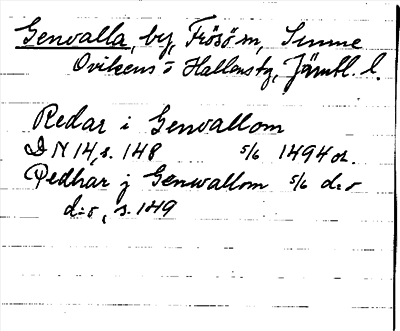 Genvalla, by, Frösö sn, Sunne
Ovikens o Hallens tg, Jämtl. l.
Redar i Genvallom
DN 14, s. 148 5/6 1494 or.
Pedhar j Genwallom 5/6 d:o
d:o, s. 149